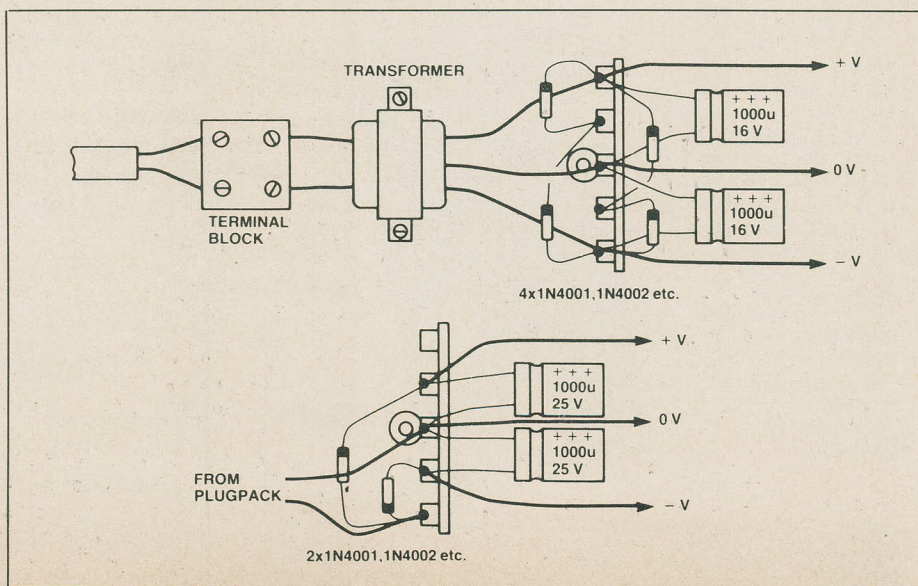 TRANSFORMER
+ V
+ + +
1000u
16 V
0 V
TERMINAL
BLOCK
+ + +
1000u
16 V
− V
4x1N4001,1N4002 etc.
+ V
+ + +
1000u
25 V
0 V
+ + +
1000u
25 V
FROM
PLUGPACK
− V
2x1N4001,1N4002 etc.